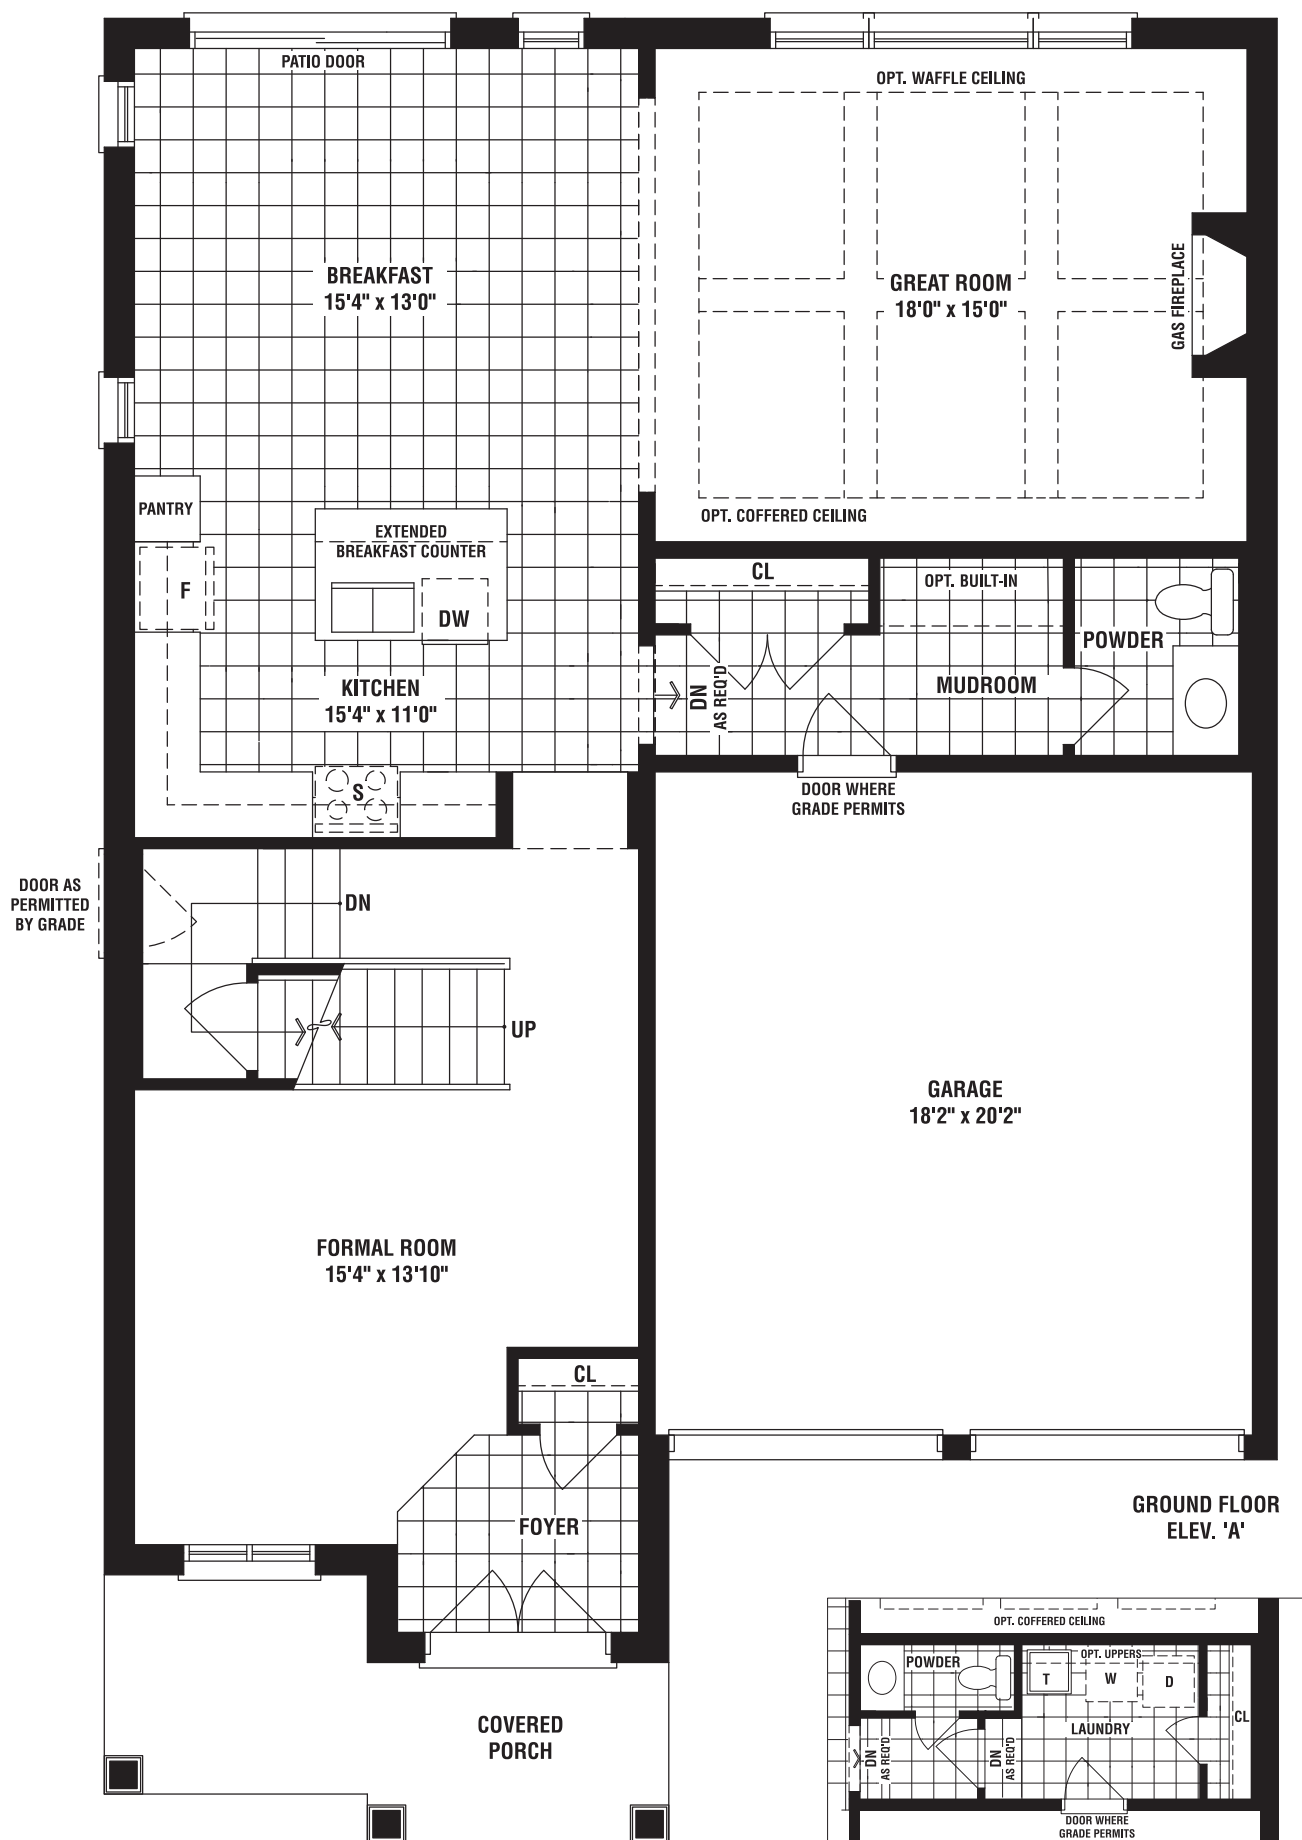 PATIO DOOR
OPT. WAFFLE CEILING
BREAKFAST
15'4" x 13'0"
GREAT ROOM
18'0" x 15'0"
GAS FIREPLACE
PANTRY
EXTENDED
BREAKFAST COUNTER
OPT. COFFERED CEILING
F
DW
CL
OPT. BUILT-IN
POWDER
KITCHEN
15'4" x 11'0"
DN
AS REQ'D
MUDROOM
S
DOOR WHERE
GRADE PERMITS
DOOR AS
PERMITTED
BY GRADE
DN
UP
GARAGE
18'2" x 20'2"
FORMAL ROOM
15'4" x 13'10"
CL
FOYER
GROUND FLOOR
ELEV. 'A'
COVERED
PORCH
OPT. COFFERED CEILING
POWDER
OPT. UPPERS
T
W
D
CL
LAUNDRY
DN
AS REQ'D
DN
AS REQ'D
DOOR WHERE
GRADE PERMITS